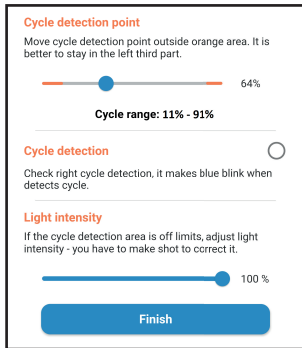 Cycle detection point
Move cycle detection point outside orange area. It is
better to stay in the left third part.
64%
Cycle range: 11% - 91%
Cycle detection
Check right cycle detection, it makes blue blink when
detects cycle.
Light intensity
If the cycle detection area is off limits, adjust light
intensity - you have to make shot to correct it.
100 %
Finish